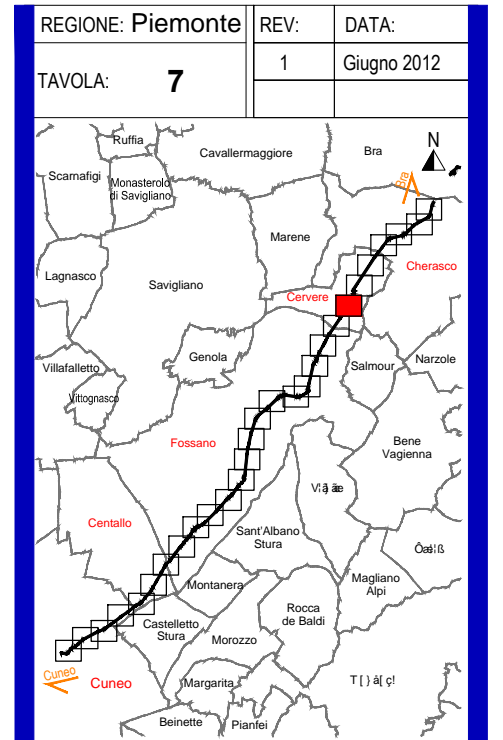 REGIONE: Piemonte
REV:
DATA:
TAVOLA: 7
1
Giugno 2012
Ruffia
Cavallermaggiore
Bra
N
Scarnafigi
Monasterolo
di Savigliano
Bra
Marene
Cherasco
Lagnasco
Savigliano
Cervere
Genola
Salmour
Narzole
Villafalletto
Vittognasco
Fossano
Bene
Vagienna
Centallo
Sant'Albano
Stura
Montanera
Magliano
Alpi
Castelletto
Stura
Rocca
de Baldi
Morozzo
Cuneo
Cuneo
Margarita
Beinette
Pianfei